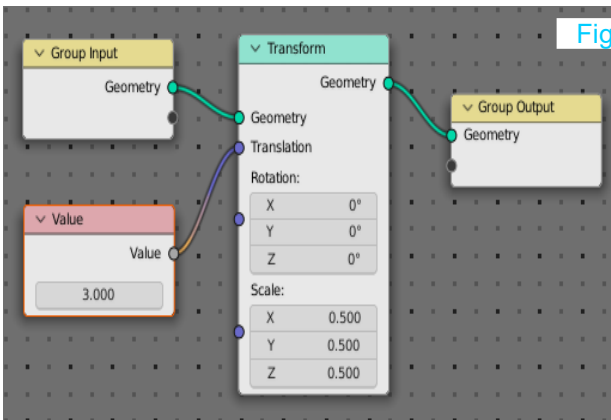 Fig
Group Input
Geometry
Transform
Geometry
Geometry
Translation
Rotation:
X 0°
Y 0°
Z 0°
Scale:
X 0.500
Y 0.500
Z 0.500
Group Output
Geometry
Value
Value
3.000